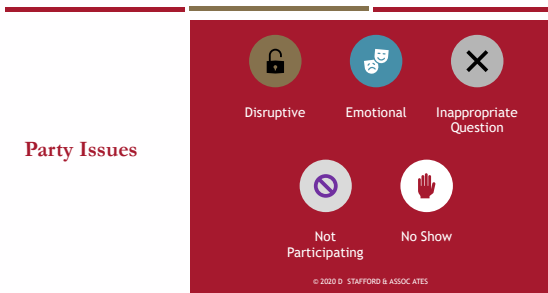 Party Issues
Disruptive
Emotional
Inappropriate
Question
Not
Participating
No Show
© 2020 D STAFFORD & ASSOC ATES